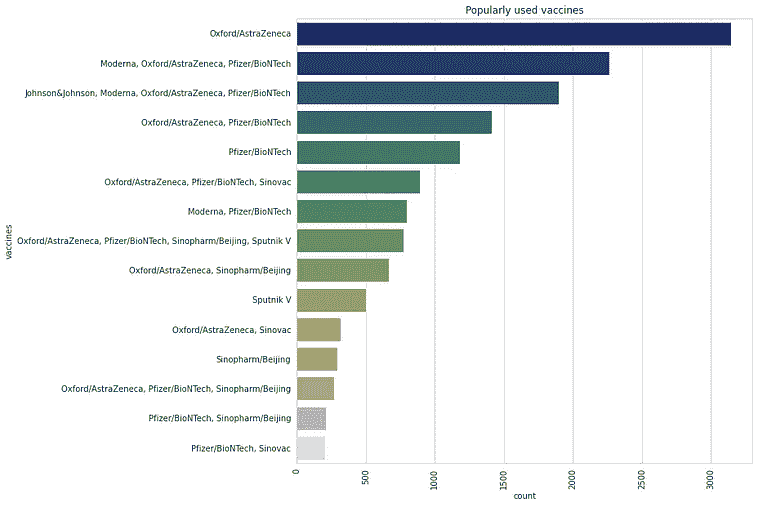 Popularly used vaccines
Oxford/AstraZeneca
Moderna, Oxford/AstraZeneca, Pfizer/BioNTech
Johnson&Johnson, Moderna, Oxford/AstraZeneca, Pfizer/BioNTech
Oxford/AstraZeneca, Pfizer/BioNTech
Pfizer/BioNTech
Oxford/AstraZeneca, Pfizer/BioNTech, Sinovac
Moderna, Pfizer/BioNTech
Oxford/AstraZeneca, Pfizer/BioNTech, Sinopharm/Beijing, Sputnik V
Oxford/AstraZeneca, Sinopharm/Beijing
Sputnik V
Oxford/AstraZeneca, Sinovac
Sinopharm/Beijing
Oxford/AstraZeneca, Pfizer/BioNTech, Sinopharm/Beijing
Pfizer/BioNTech, Sinopharm/Beijing
Pfizer/BioNTech, Sinovac
vaccines
0 500 1000 1500 2000 2500 3000
count